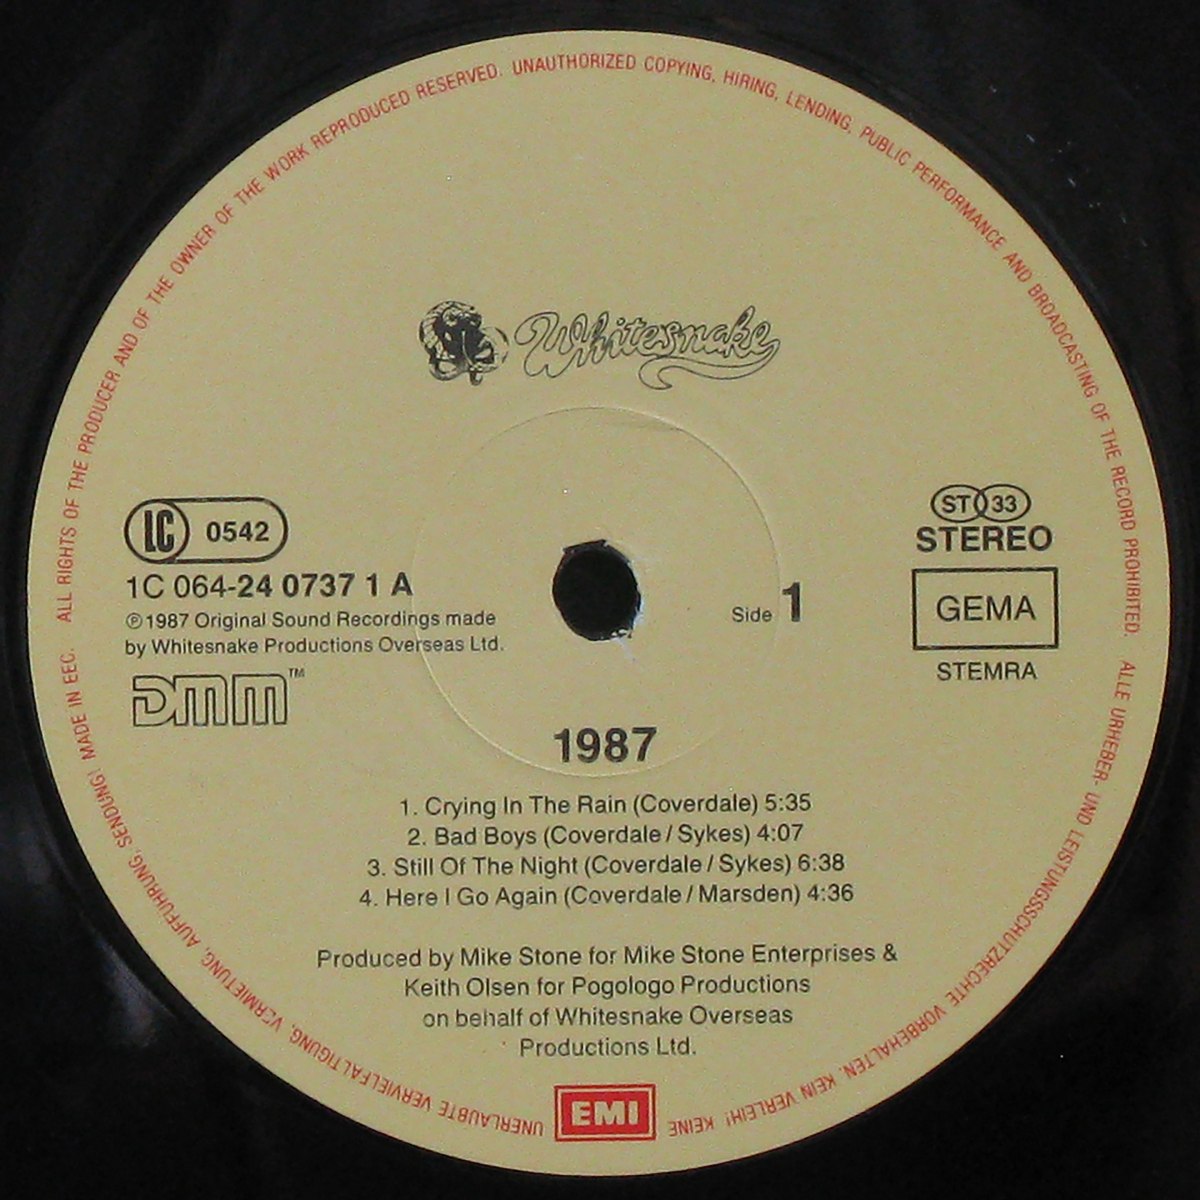 ALL RIGHTS OF THE PRODUCER AND OF THE OWNER OF THE WORK REPRODUCED RESERVED. UNAUTHORIZED COPYING, HIRING, LENDING, PUBLIC PERFORMANCE AND BROADCASTING OF THE RECORD PROHIBITED.
Whitesnake
LC 0542
1C 064-24 0737 1 A
℗ 1987 Original Sound Recordings made
by Whitesnake Productions Overseas Ltd.
DMM™
Side 1
ST 33
STEREO
GEMA
STEMRA
1987
1. Crying In The Rain (Coverdale) 5:35
2. Bad Boys (Coverdale / Sykes) 4:07
3. Still Of The Night (Coverdale / Sykes) 6:38
4. Here I Go Again (Coverdale / Marsden) 4:36
Produced by Mike Stone for Mike Stone Enterprises &
Keith Olsen for Pogologo Productions
on behalf of Whitesnake Overseas
Productions Ltd.
EMI
ALLE URHEBER- UND LEISTUNGSSCHUTZRECHTE VORBEHALTEN. KEIN VERLEIH! KEINE UNERLAUBTE VERVIELFÄLTIGUNG, VERMIETUNG, AUFFÜHRUNG, SENDUNG! MADE IN EEC.